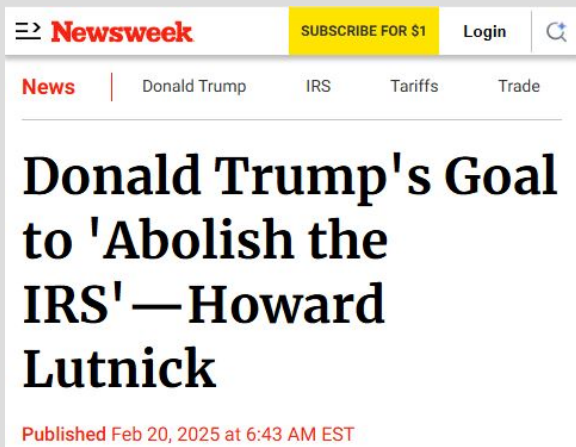 Newsweek SUBSCRIBE FOR $1 Login
News Donald Trump IRS Tariffs Trade
Donald Trump's Goal
to 'Abolish the
IRS'—Howard
Lutnick
Published Feb 20, 2025 at 6:43 AM EST